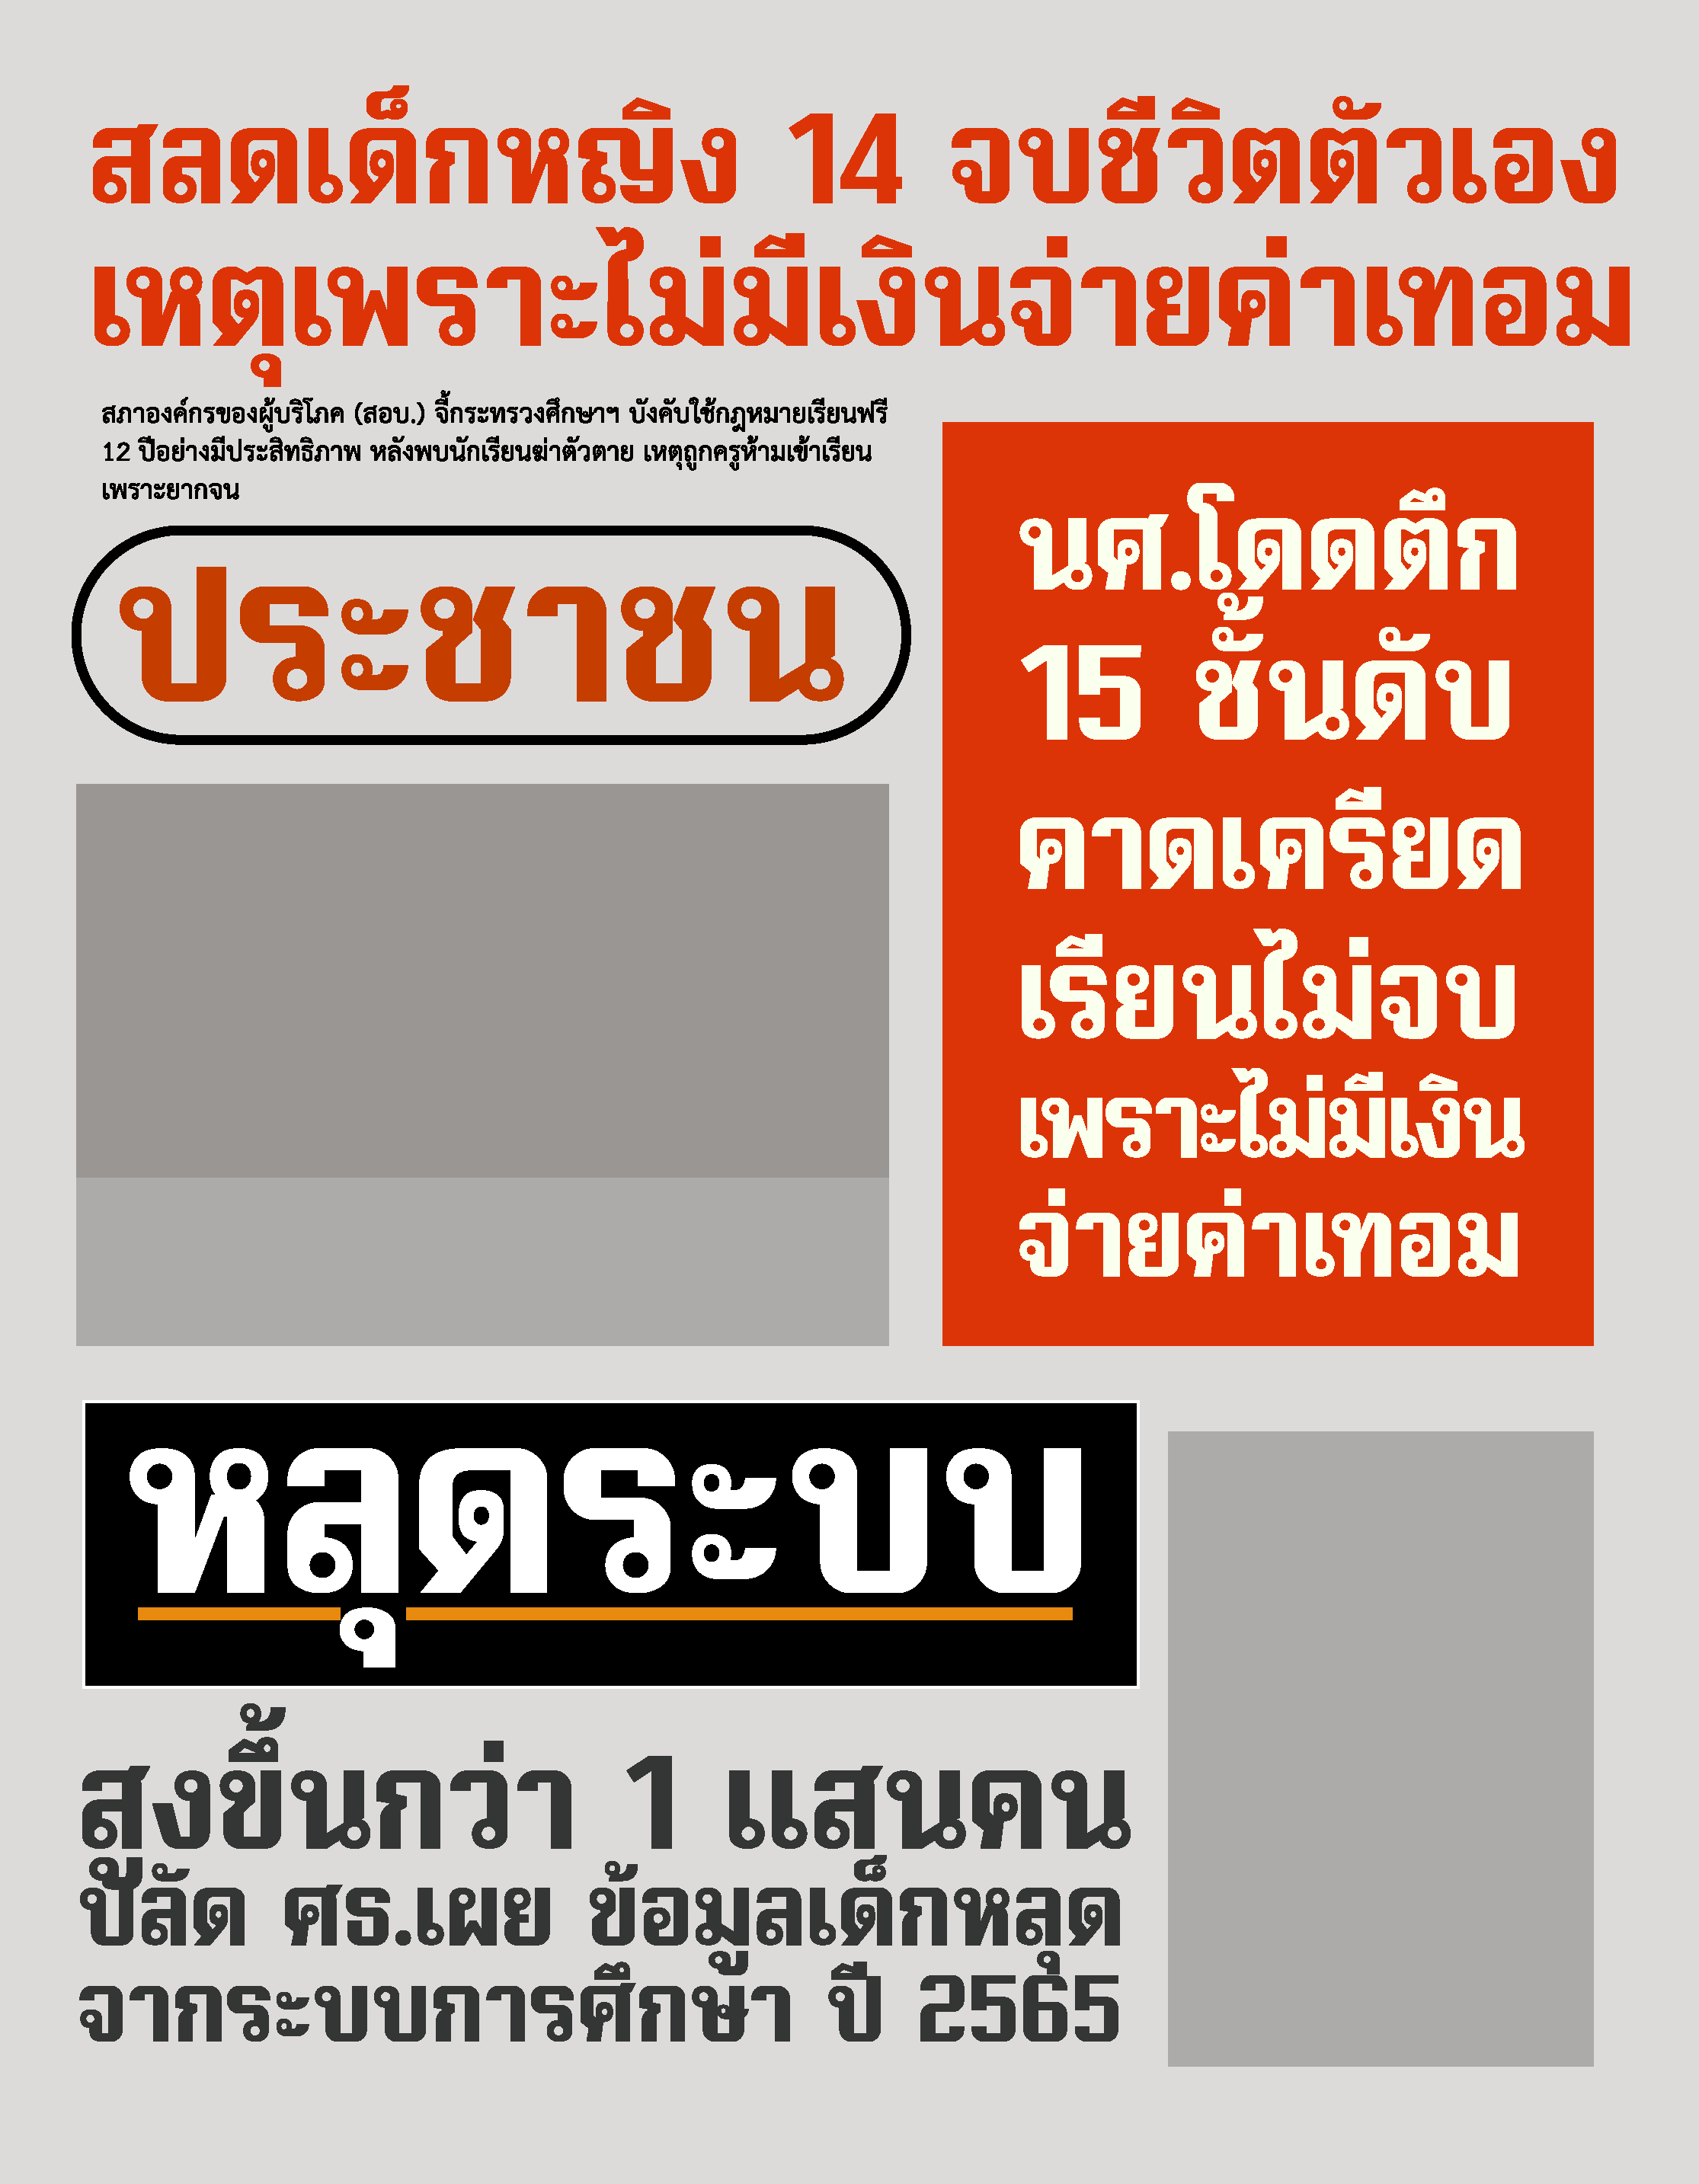 สลดเด็กหญิง 14 จบชีวิตตัวเอง
เหตุเพราะไม่มีเงินจ่ายค่าเทอม
สภาองค์กรของผู้บริโภค (สอบ.) จี้กระทรวงศึกษาฯ บังคับใช้กฎหมายเรียนฟรี
12 ปีอย่างมีประสิทธิภาพ หลังพบนักเรียนฆ่าตัวตาย เหตุถูกครูห้ามเข้าเรียน
เพราะยากจน
ประชาชน
นศ.โดดตึก
15 ชั้นดับ
คาดเครียด
เรียนไม่จบ
เพราะไม่มีเงิน
จ่ายค่าเทอม
หลุดระบบ
สูงขึ้นกว่า 1 แสนคน
ปลัด ศธ.เผย ข้อมูลเด็กหลุด
จากระบบการศึกษา ปี 2565